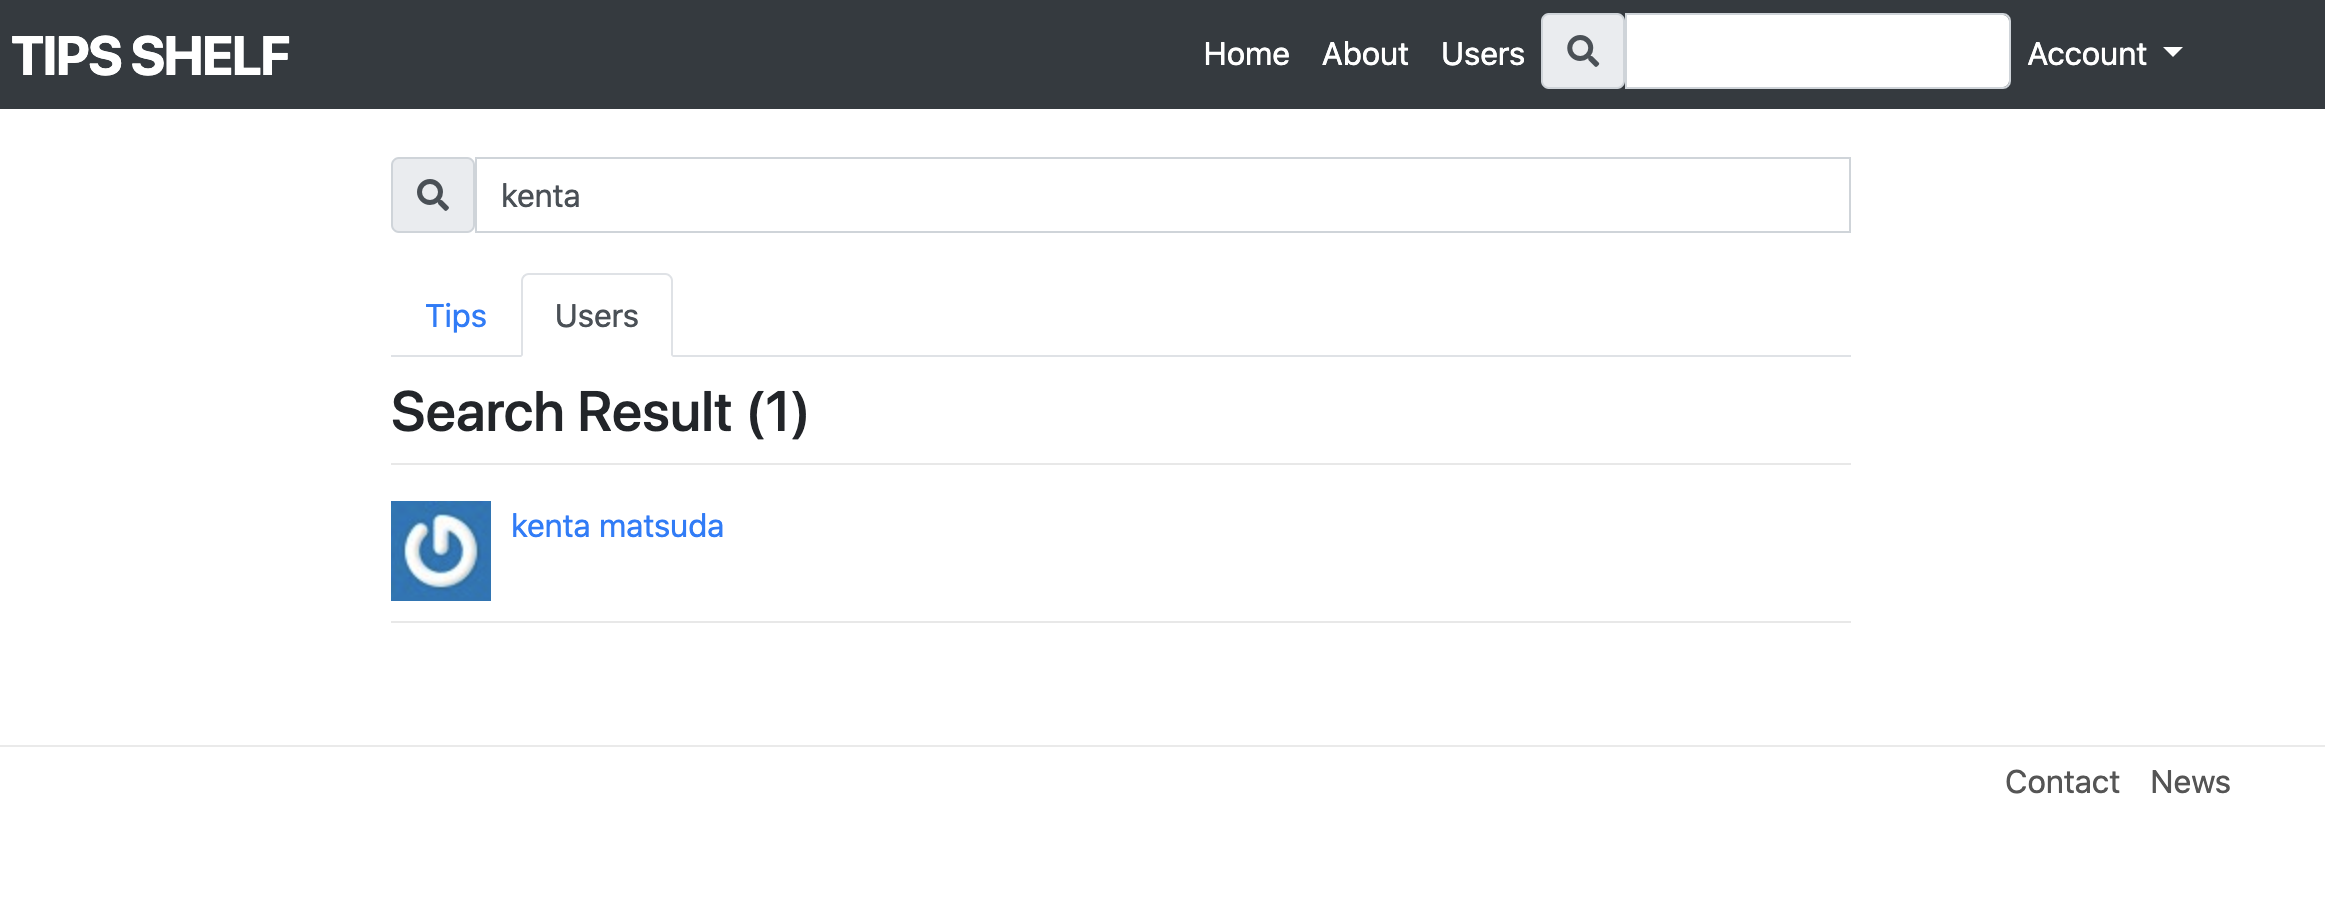 TIPS SHELF Home About Users Account
kenta
Tips Users
Search Result (1)
kenta matsuda
Contact News